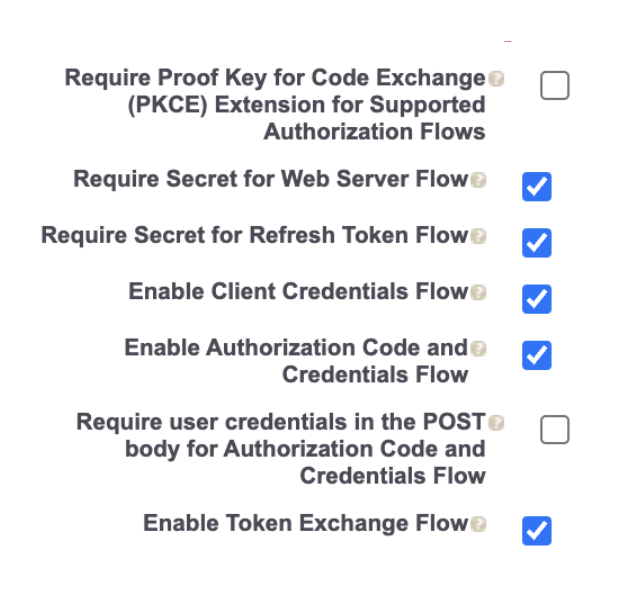 Require Proof Key for Code Exchange
(PKCE) Extension for Supported
Authorization Flows
Require Secret for Web Server Flow
Require Secret for Refresh Token Flow
Enable Client Credentials Flow
Enable Authorization Code and
Credentials Flow
Require user credentials in the POST
body for Authorization Code and
Credentials Flow
Enable Token Exchange Flow